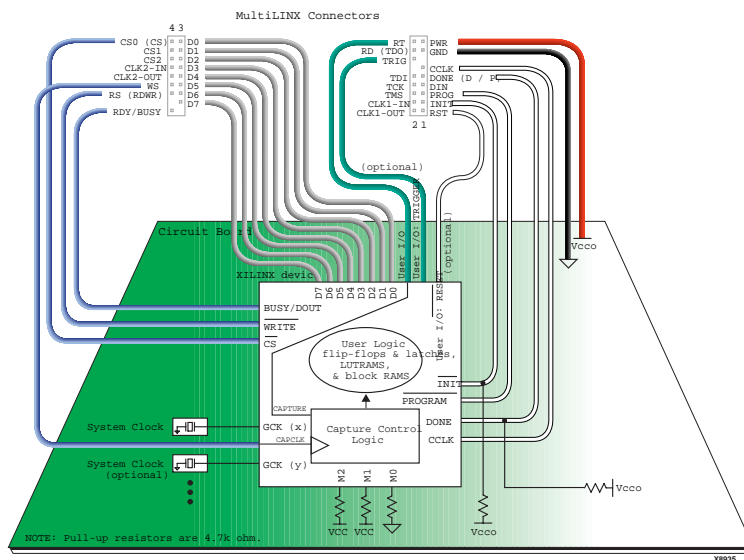 MultiLINX Connectors
4 3
CS0 (CS) D0
CS1 D1
CS2 D2
CLK2-IN D3
CLK2-OUT D4
WS D5
RS (RDWR) D6
D7
RDY/BUSY
RT PWR
RD (TDO) GND
TRIG
CCLK
TDI DONE (D / P)
TCK DIN
TMS PROG
CLK1-IN INIT
CLK1-OUT RST
2 1
(optional)
Circuit Board
User I/O
User I/O: TRIGGER
(optional)
User I/O: RESET
Vcco
XILINX device
D7 D6 D5 D4 D3 D2 D1 D0
BUSY/DOUT
WRITE
CS
User Logic
flip-flops & latches,
LUTRAMS,
& block RAMS
INIT
PROGRAM
CAPTURE
DONE
System Clock
GCK (x)
Capture Control
Logic
CAPCLK
CCLK
System Clock
(optional)
GCK (y)
M2 M1 M0
Vcco
VCC VCC
Vcco
NOTE: Pull-up resistors are 4.7k ohm.
X8935